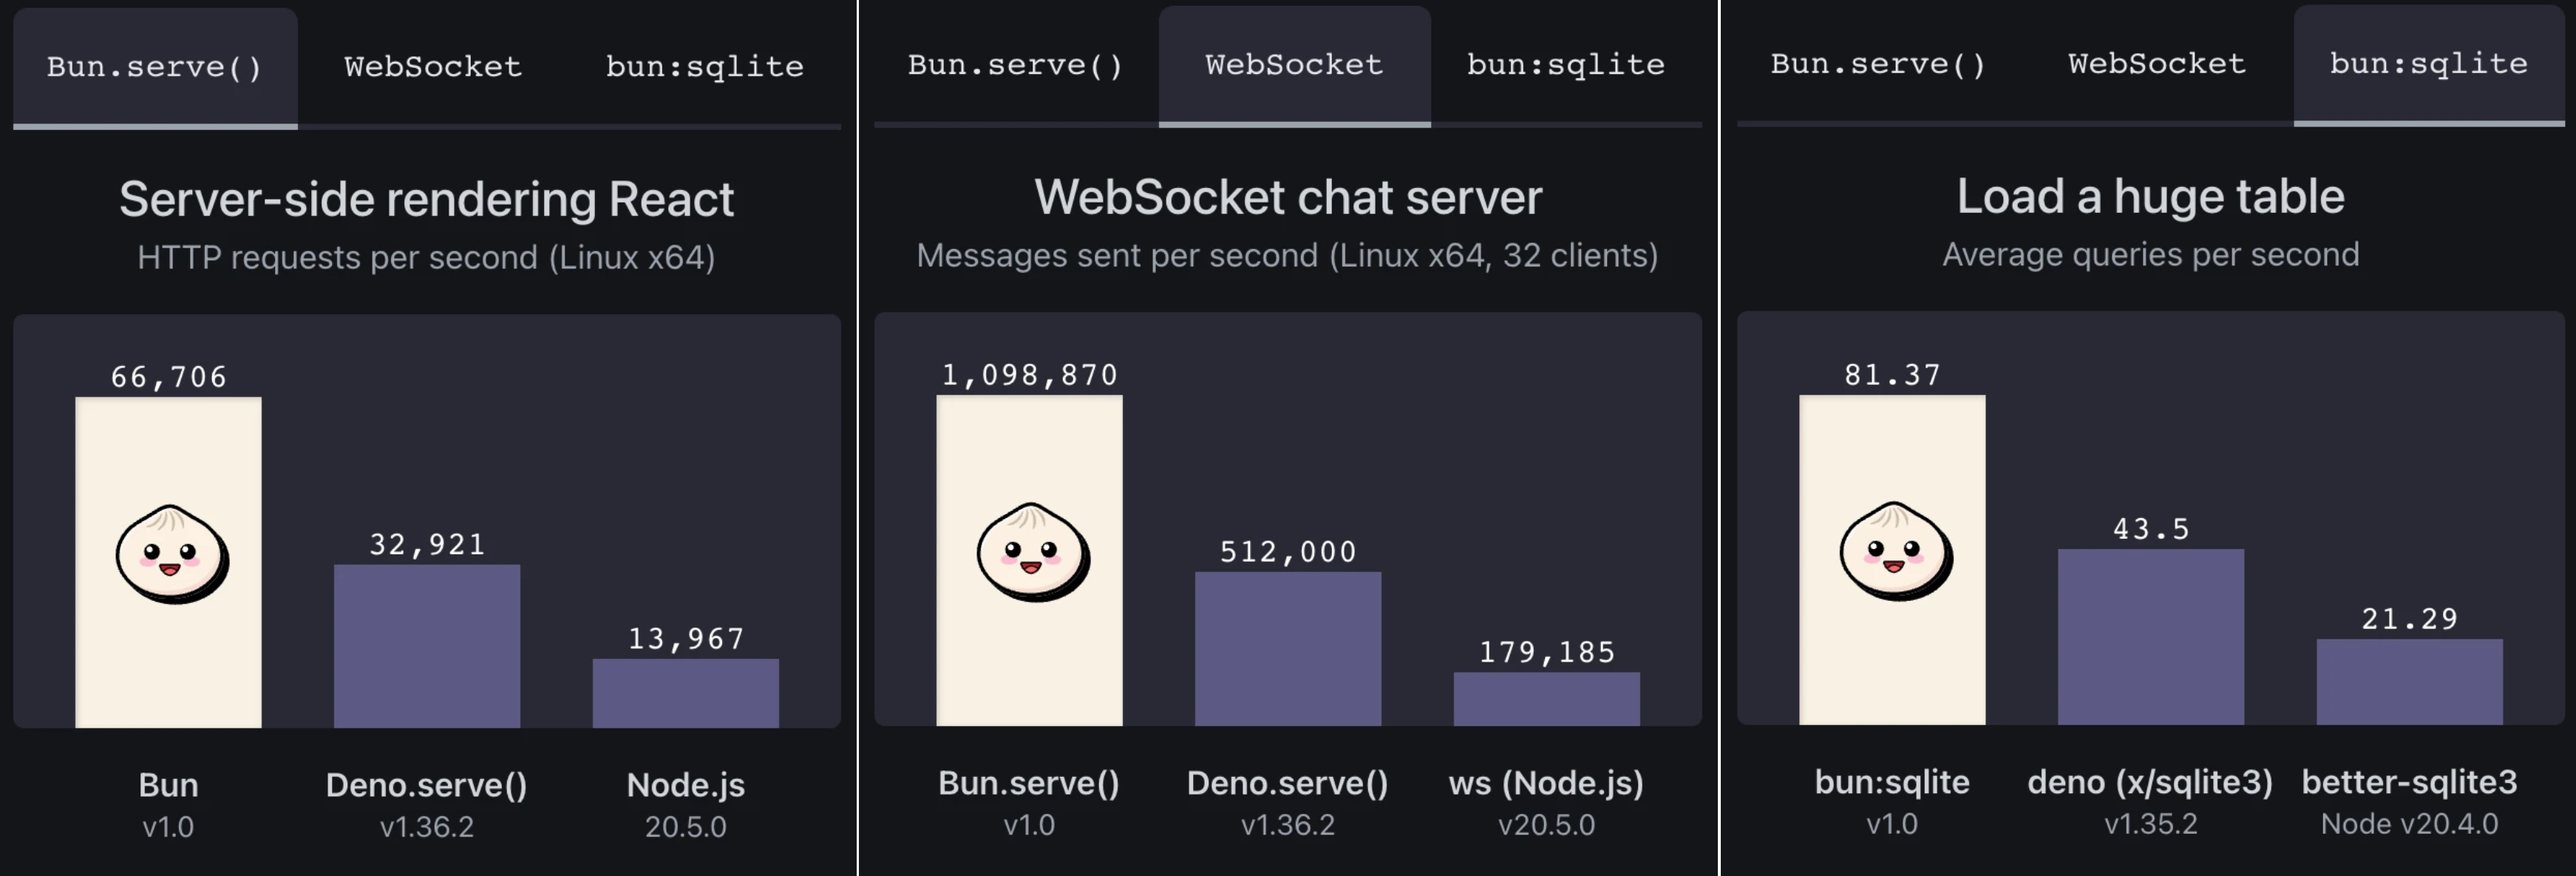 Bun.serve() WebSocket bun:sqlite
Server-side rendering React
HTTP requests per second (Linux x64)
66,706
32,921
13,967
Bun Deno.serve() Node.js
v1.0 v1.36.2 20.5.0
Bun.serve() WebSocket bun:sqlite
WebSocket chat server
Messages sent per second (Linux x64, 32 clients)
1,098,870
512,000
179,185
Bun.serve() Deno.serve() ws (Node.js)
v1.0 v1.36.2 v20.5.0
Bun.serve() WebSocket bun:sqlite
Load a huge table
Average queries per second
81.37
43.5
21.29
bun:sqlite deno (x/sqlite3) better-sqlite3
v1.0 v1.35.2 Node v20.4.0